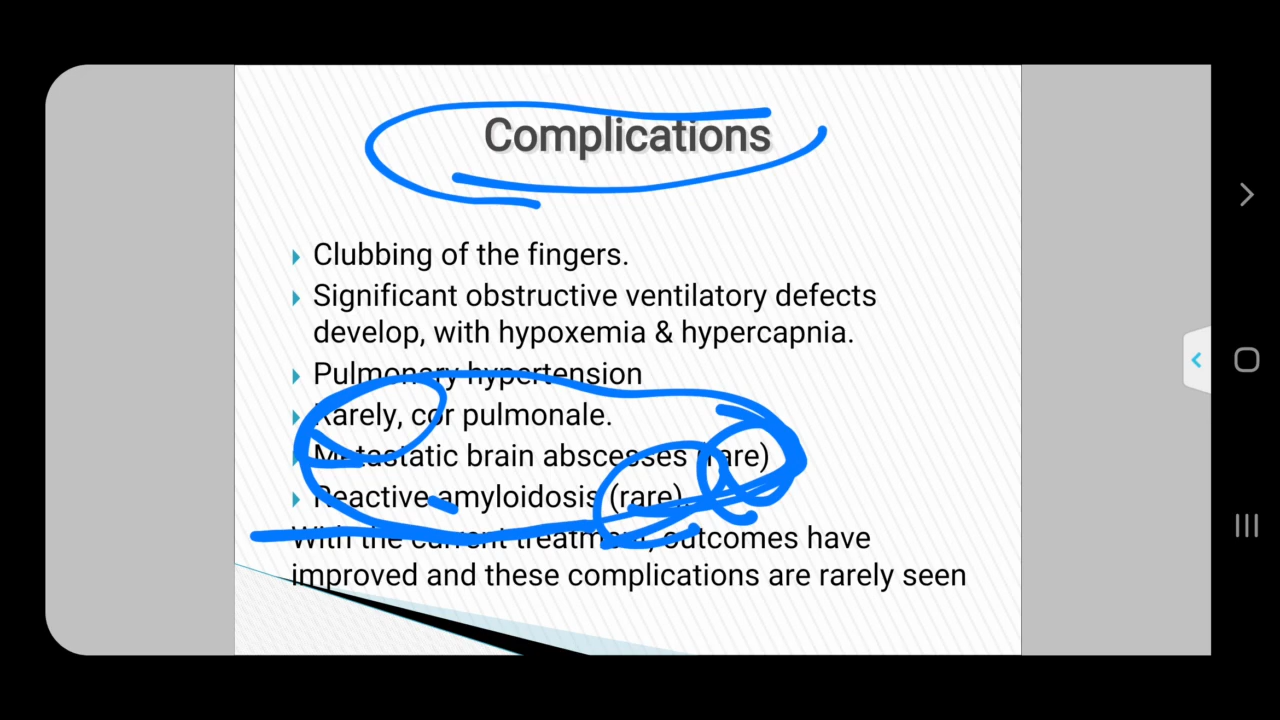 Complications
Clubbing of the fingers.
Significant obstructive ventilatory defects
develop, with hypoxemia & hypercapnia.
Pulmonary hypertension
Rarely, cor pulmonale.
Metastatic brain abscesses (rare)
Reactive amyloidosis (rare).
With the current treatment, outcomes have
improved and these complications are rarely seen